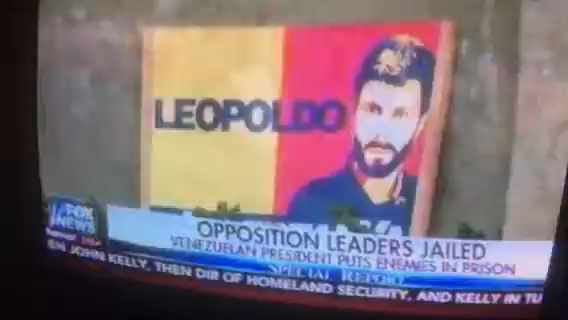 LEOPOLDO
FOX
NEWS
OPPOSITION LEADERS JAILED
VENEZUELAN PRESIDENT PUTS ENEMIES IN PRISON
SPECIAL REPORT
EN JOHN KELLY, THEN DIR OF HOMELAND SECURITY, AND KELLY IN TU